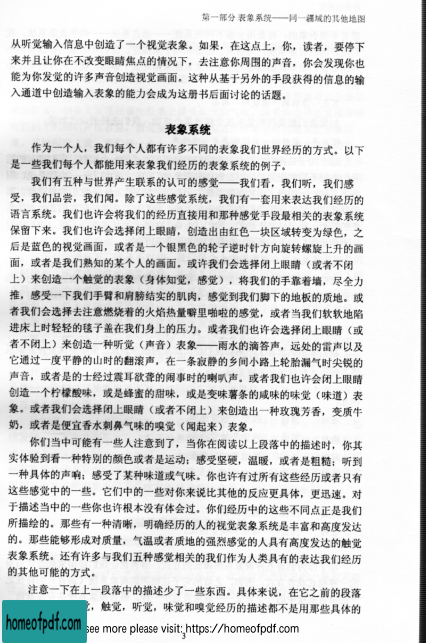 第一部分 表象系统——同一疆域的其他地图
从听觉输入信息中创造了一个视觉表象。如果，在这点上，你，读者，要停下
来并且让你在不改变眼睛焦点的情况下，去注意你周围的声音，你会发现你也
能为你发觉的许多声音创造视觉画面。这种从基于另外的手段获得的信息的输
入通道中创造输入表象的能力会成为这册书后面讨论的话题。
表象系统
作为一个人，我们每个人都有许多不同的表象我们世界经历的方式。以下
是一些我们每个人都能用来表象我们经历的表象系统的例子。
我们有五种与世界产生联系的认可的感觉——我们看，我们听，我们感
受，我们品尝，我们闻。除了这些感觉系统，我们有一套用来表达我们经历的
语言系统。我们也许会将我们的经历直接用和那种感觉手段最相关的表象系统
保留下来。我们也许会选择闭上眼睛，创造出由红色一块区域转变为绿色，之
后是蓝色的视觉画面，或者是一个银黑色的轮子逆时针方向旋转螺旋上升的画
面，或者是我们熟知的某个人的画面。或许我们会选择闭上眼睛（或者不闭
上）来创造一个触觉的表象（身体知觉，感觉），将我们的手靠着墙，尽全力
推，感受一下我们手臂和肩膀结实的肌肉，感觉到我们脚下的地板的质地。或
者我们会选择去注意燃烧着的火焰热量噼里啪啦的感觉，或者当我们软软地陷
进床上时轻轻的毯子盖在我们身上的压力。或者我们也许会选择闭上眼睛（或
者不闭上）来创造一种听觉（声音）表象——雨水的滴答声，远处的雷声以及
它通过一度平静的山时的翻滚声，在一条寂静的乡间小路上轮胎漏气时尖锐的
声音，或者是的士经过震耳欲聋的闹事时的喇叭声。或者我们也许会闭上眼睛
创造一个柠檬酸味，或是蜂蜜的甜味，或是变味薯条的咸味的味觉（味道）表
象。或者我们会选择闭上眼睛（或者不闭上）来创造出一种玫瑰芳香，变质牛
奶，或者是便宜香水刺鼻气味的嗅觉（闻起来）表象。
你们当中可能有一些人注意到了，当你在阅读以上段落中的描述时，你其
实体验到看一种特别的颜色或者是运动；感受坚硬，温暖，或者是粗糙；听到
一种具体的声响；感受了某种味道或气味。你也许有过所有这些经历或者只有
这些感觉中的一些。它们中的一些对你来说比其他的反应更具体，更迅速。对
于描述当中的一些你也许根本没有体会过。你们经历中的这些不同点正是我们
所描绘的。那些有一种清晰，明确经历的人的视觉表象系统是丰富和高度发达
的。那些能够形成对质量，气温或者质地的强烈感觉的人具有高度发达的触觉
表象系统。还有许多与我们五种感觉相关的我们作为人类具有的表达我们经历
的其他可能的方式。
注意一下在上一段落中的描述少了一些东西。具体来说，在它之前的段落
，触觉，听觉，味觉和嗅觉经历的描述都不是用那些具体的
homeofpdf.com
see more please visit: https://homeofpdf.com
3
homeofpdf.com